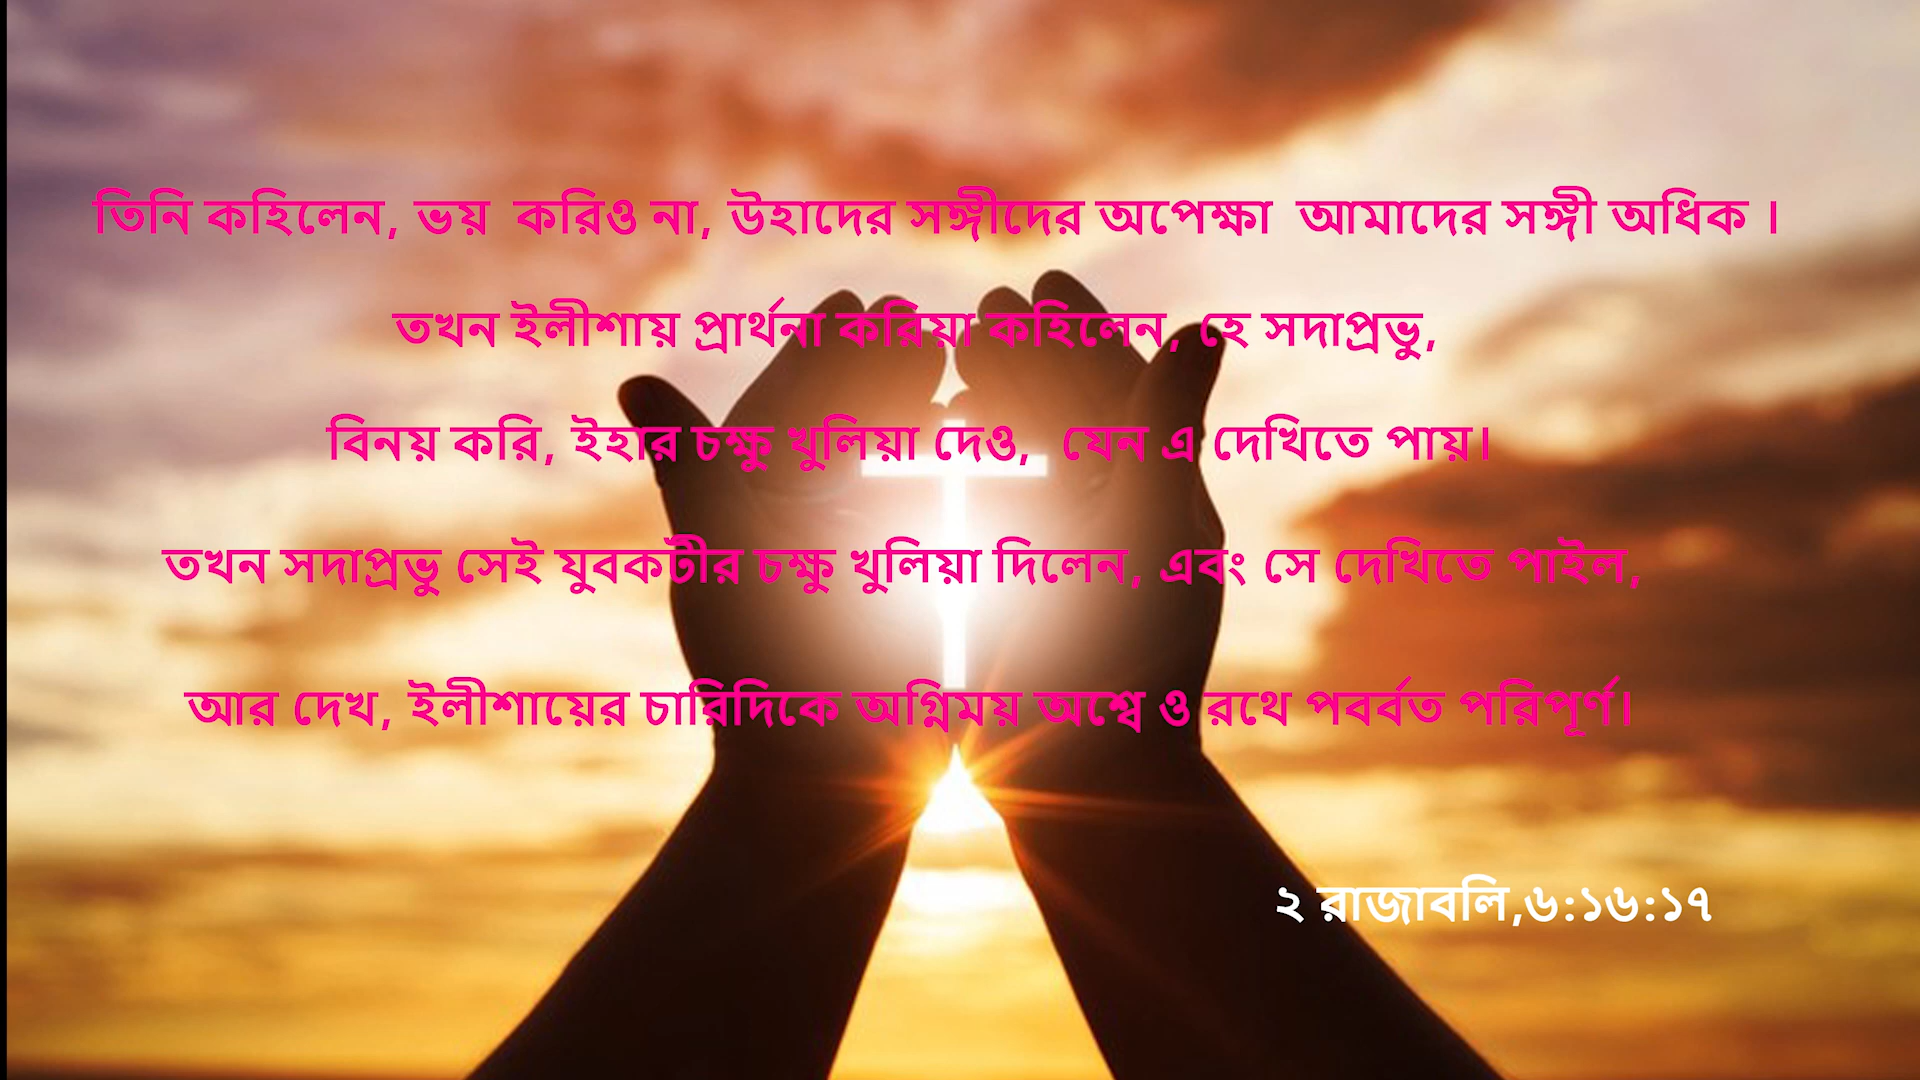 তিনি কহিলেন, ভয় করিও না, উহাদের সঙ্গীদের অপেক্ষা আমাদের সঙ্গী অধিক ।
তখন ইলীশায় প্রার্থনা করিয়া কহিলেন, হে সদাপ্রভু,
বিনয় করি, ইহার চক্ষু খুলিয়া দেও, যেন এ দেখিতে পায়।
তখন সদাপ্রভু সেই যুবকটীর চক্ষু খুলিয়া দিলেন, এবং সে দেখিতে পাইল,
আর দেখ, ইলীশায়ের চারিদিকে অগ্নিময় অশ্বে ও রথে পবর্বত পরিপূর্ণ।
২ রাজাবলি,৬:১৬:১৭